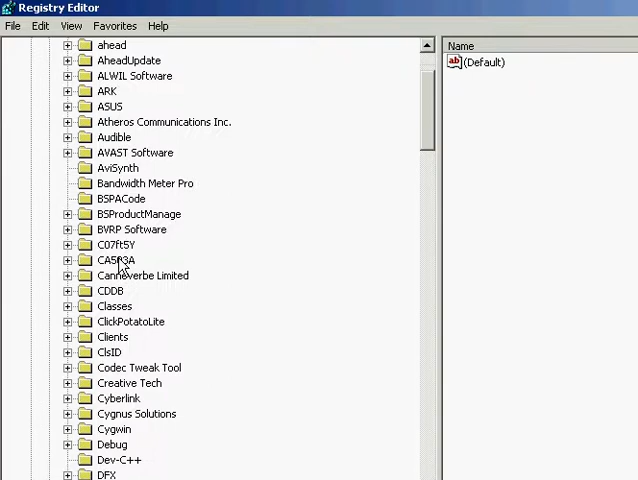 Registry Editor
File Edit View Favorites Help
Name
(Default)
ahead
AheadUpdate
ALWIL Software
ARK
ASUS
Atheros Communications Inc.
Audible
AVAST Software
AviSynth
Bandwidth Meter Pro
BSPACode
BSProductManage
BVRP Software
C07ft5Y
Canneverbe Limited
CDDB
Classes
ClickPotatoLite
Clients
ClsID
Codec Tweak Tool
Creative Tech
Cyberlink
Cygnus Solutions
Cygwin
Debug
Dev-C++
DFX